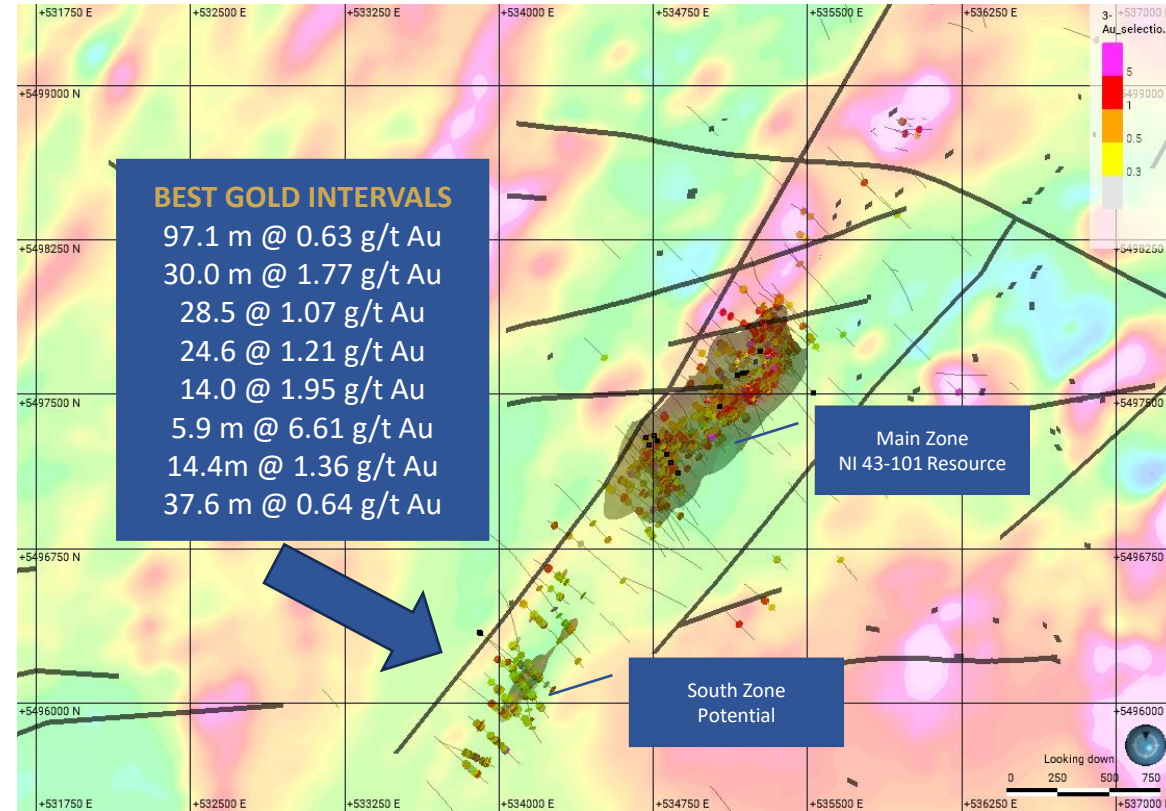 +531750 E
+532500 E
+533250 E
+534000 E
+534750 E
+535500 E
+536250 E
+537000 E
3-
Au_selectio..
5
1
0.5
0.3
+5499000 N
+5499000
BEST GOLD INTERVALS
97.1 m @ 0.63 g/t Au
30.0 m @ 1.77 g/t Au
28.5 @ 1.07 g/t Au
24.6 @ 1.21 g/t Au
14.0 @ 1.95 g/t Au
5.9 m @ 6.61 g/t Au
14.4m @ 1.36 g/t Au
37.6 m @ 0.64 g/t Au
+5498250 N
+5498250
+5497500 N
+5497500
Main Zone
NI 43-101 Resource
+5496750 N
+5496750
South Zone
Potential
+5496000 N
+5496000
Looking down
0 250 500 750
+531750 E
+532500 E
+533250 E
+534000 E
+534750 E
+535500 E
+536250 E
+537000 E